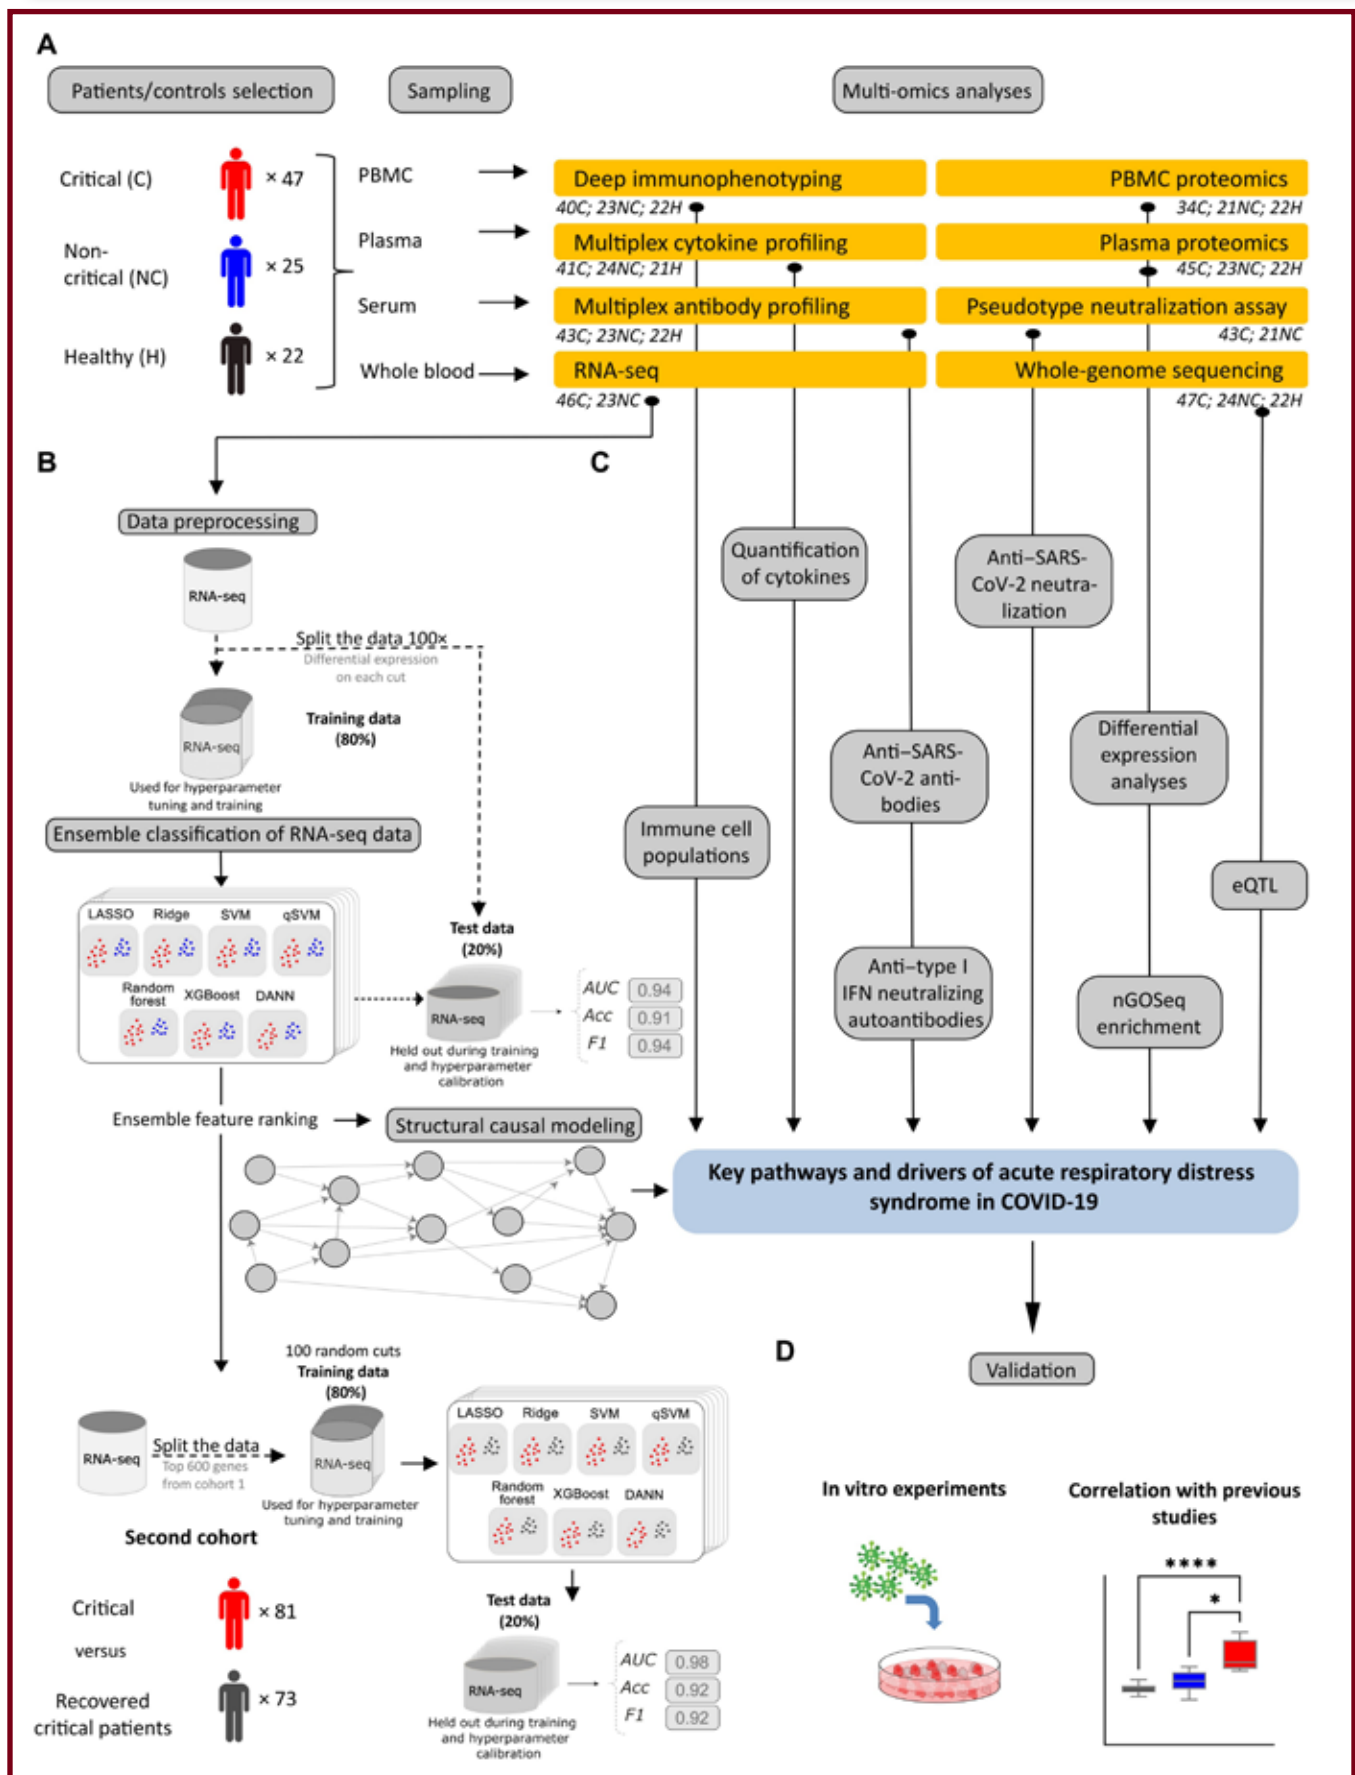 A
Patients/controls selection
Sampling
Multi-omics analyses
Critical (C)
× 47
Non-
critical (NC)
× 25
Healthy (H)
× 22
PBMC
Plasma
Serum
Whole blood
Deep immunophenotyping
40C; 23NC; 22H
PBMC proteomics
34C; 21NC; 22H
Multiplex cytokine profiling
41C; 24NC; 21H
Plasma proteomics
45C; 23NC; 22H
Multiplex antibody profiling
43C; 23NC; 22H
Pseudotype neutralization assay
43C; 21NC
RNA-seq
46C; 23NC
Whole-genome sequencing
47C; 24NC; 22H
B
Data preprocessing
RNA-seq
Split the data 100×
Differential expression
on each cut
Training data
(80%)
RNA-seq
Used for hyperparameter
tuning and training
Ensemble classification of RNA-seq data
LASSO Ridge SVM qSVM
Random
forest XGBoost DANN
Test data
(20%)
RNA-seq
Held out during training
and hyperparameter
calibration
AUC 0.94
Acc 0.91
F1 0.94
Ensemble feature ranking
Structural causal modeling
100 random cuts
Training data
(80%)
RNA-seq
Split the data
Top 600 genes
from cohort 1
RNA-seq
Used for hyperparameter
tuning and training
LASSO Ridge SVM qSVM
Random
forest XGBoost DANN
Second cohort
Critical
× 81
versus
Recovered
critical patients
× 73
Test data
(20%)
RNA-seq
Held out during training
and hyperparameter
calibration
AUC 0.98
Acc 0.92
F1 0.92
C
Quantification
of cytokines
Anti–SARS-
CoV-2 neutra-
lization
Anti–SARS-
CoV-2 anti-
bodies
Differential
expression
analyses
Immune cell
populations
eQTL
Anti–type I
IFN neutralizing
autoantibodies
nGOSeq
enrichment
Key pathways and drivers of acute respiratory distress
syndrome in COVID-19
D
Validation
In vitro experiments
Correlation with previous
studies
****
*